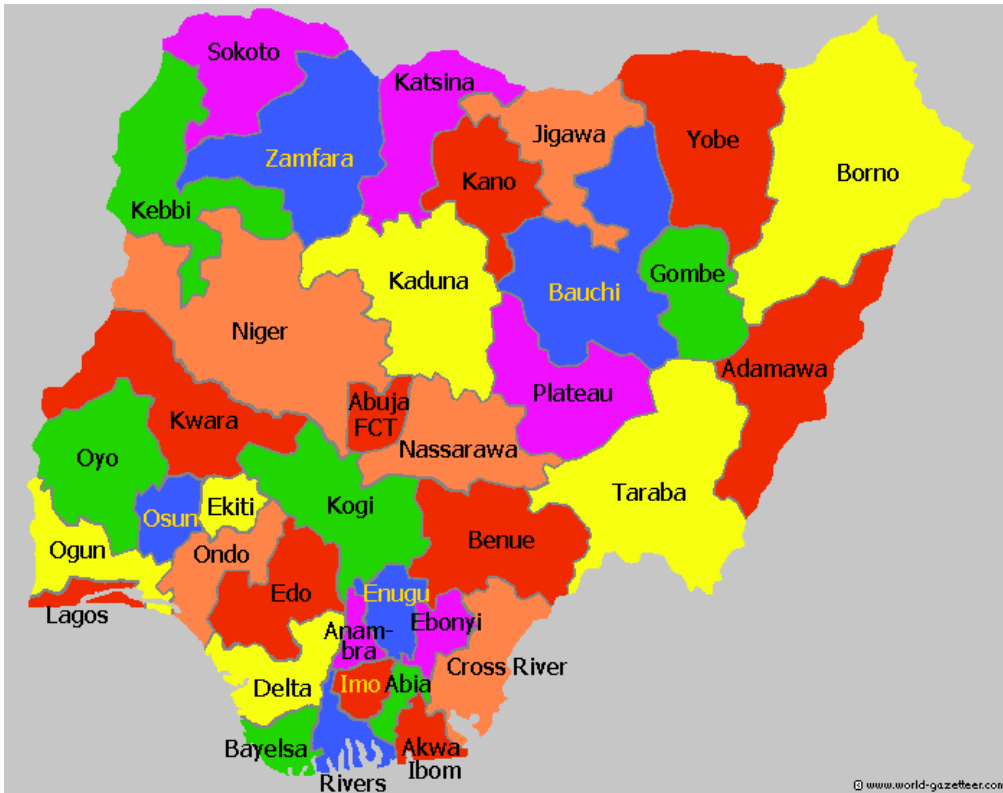 Sokoto
Katsina
Zamfara
Jigawa
Yobe
Borno
Kano
Kebbi
Kaduna
Gombe
Bauchi
Niger
Adamawa
Plateau
Abuja
FCT
Kwara
Nassarawa
Oyo
Taraba
Kogi
Ekiti
Osun
Benue
Ogun
Ondo
Edo
Enugu
Lagos
Ebonyi
Anam-
bra
Cross River
Imo
Abia
Delta
Bayelsa
Akwa
Ibom
Rivers
© www.world-gazetteer.com